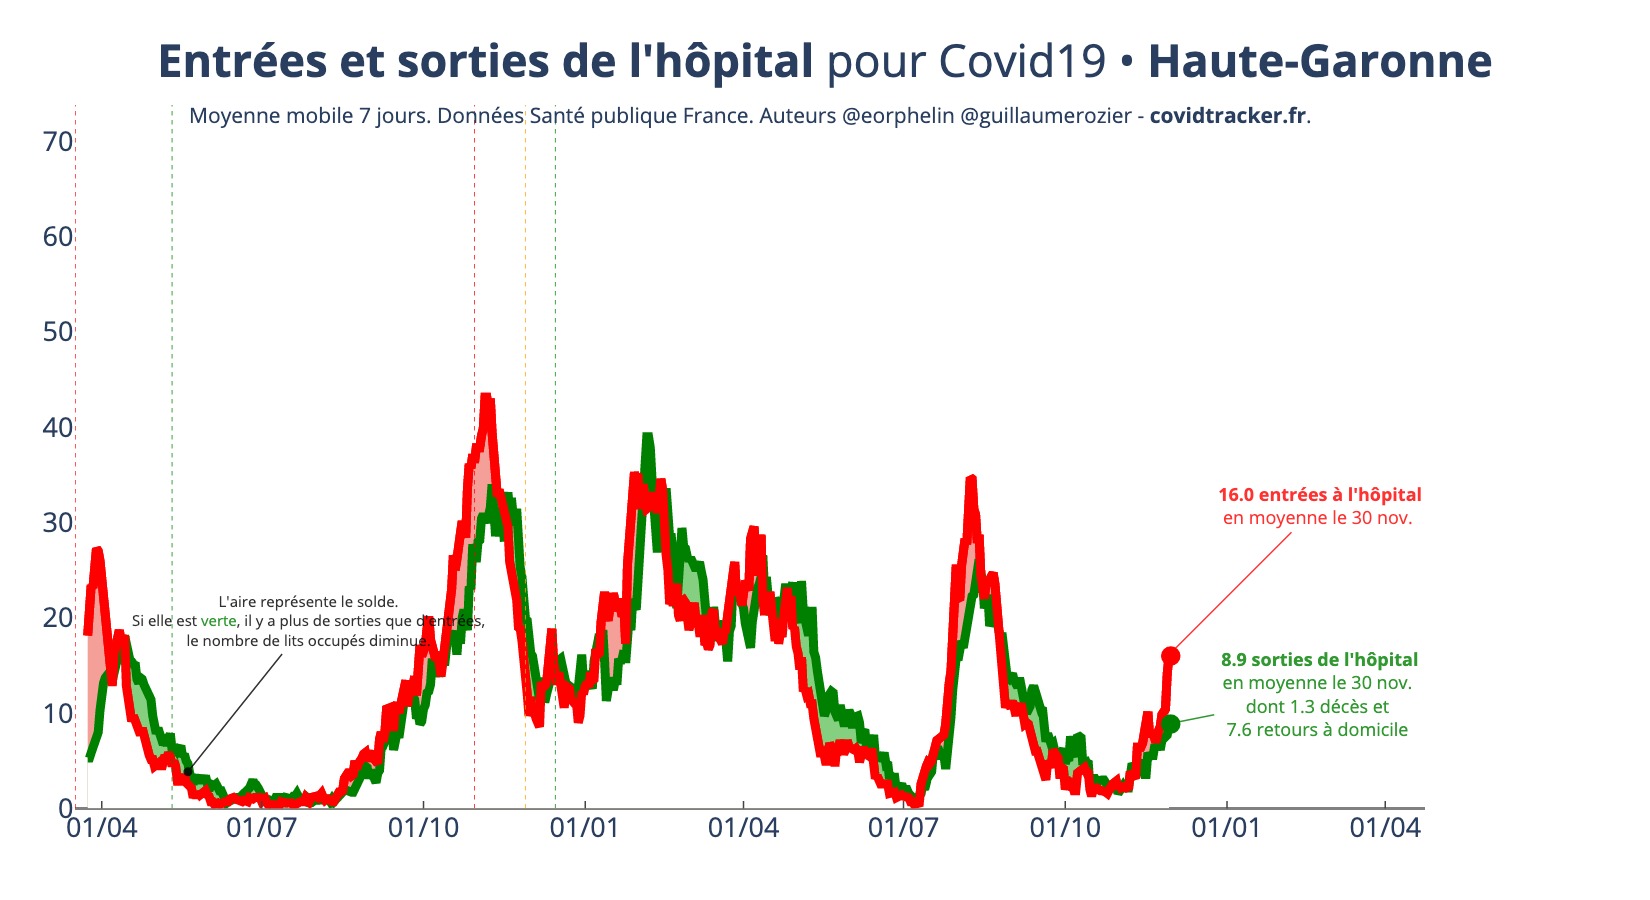 Entrées et sorties de l'hôpital pour Covid19 • Haute-Garonne
Moyenne mobile 7 jours. Données Santé publique France. Auteurs @eorphelin @guillaumerozier - covidtracker.fr.
70
60
50
40
30
20
10
0
16.0 entrées à l'hôpital
en moyenne le 30 nov.
L'aire représente le solde.
Si elle est verte, il y a plus de sorties que d'entrées,
le nombre de lits occupés diminue.
8.9 sorties de l'hôpital
en moyenne le 30 nov.
dont 1.3 décès et
7.6 retours à domicile
01/04 01/07 01/10 01/01 01/04 01/07 01/10 01/01 01/04